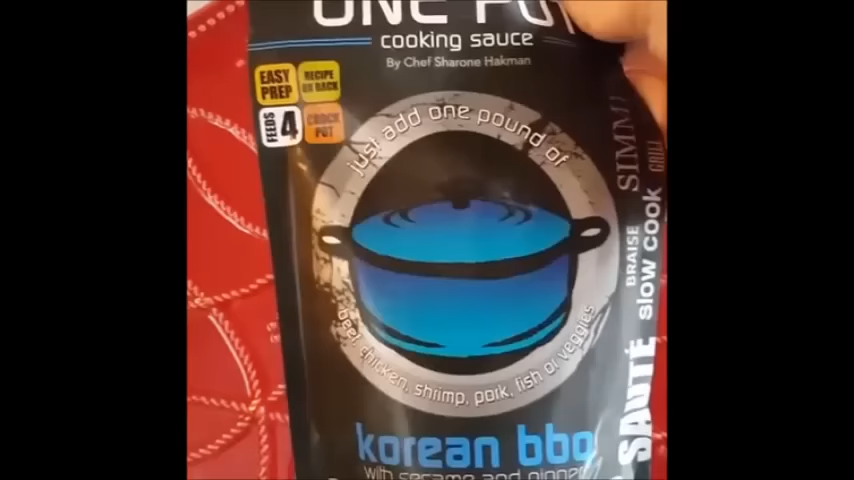 ONE POT
cooking sauce
By Chef Sharone Hakman
EASY
PREP
RECIPE
ON BACK
FEEDS 4
CROCK
POT
just add one pound of
beef, chicken, shrimp, pork, fish or veggies
SIMM
GRILL
BRAISE
slow cook
SAUTÉ
korean bbq
with sesame and ginger